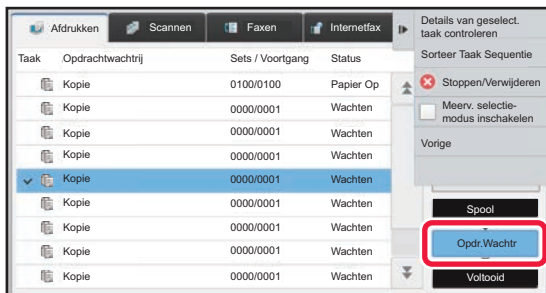 Afdrukken Scannen Faxen Internetfax
Taak Opdrachtwachtrij Sets / Voortgang Status
Kopie 0100/0100 Papier Op
Kopie 0000/0001 Wachten
Kopie 0000/0001 Wachten
Kopie 0000/0001 Wachten
Kopie 0000/0001 Wachten
Kopie 0000/0001 Wachten
Kopie 0000/0001 Wachten
Kopie 0000/0001 Wachten
Kopie 0000/0001 Wachten
Details van geselect.
taak controleren
Sorteer Taak Sequentie
Stoppen/Verwijderen
Meerv. selectie-
modus inschakelen
Vorige
Spool
Opdr.Wachtr
Voltooid